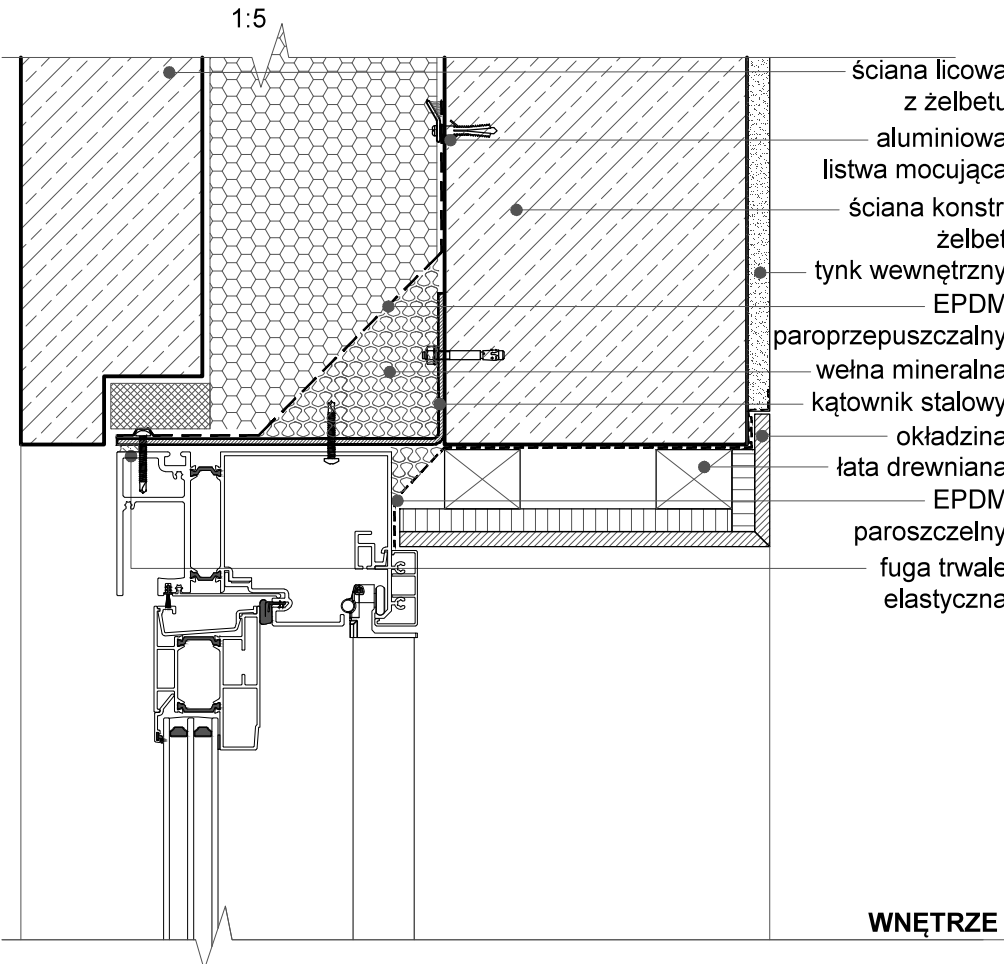 1:5
ściana licowa
z żelbetu
aluminiowa
listwa mocująca
ściana konstr.
żelbet
tynk wewnętrzny
EPDM
paroprzepuszczalny
wełna mineralna
kątownik stalowy
okładzina
łata drewniana
EPDM
paroszczelny
fuga trwale
elastyczna
WNĘTRZE